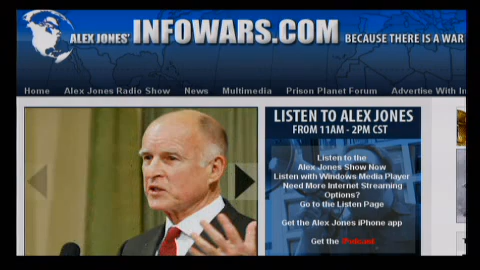 ALEX JONES' INFOWARS.COM BECAUSE THERE IS A WAR
Home Alex Jones Radio Show News Multimedia Prison Planet Forum Advertise With In
LISTEN TO ALEX JONES
FROM 11AM - 2PM CST
Listen to the
Alex Jones Show Now
Listen with Windows Media Player
Need More Internet Streaming
Options?
Go to the Listen Page
Get the Alex Jones iPhone app
Get the iPodcast